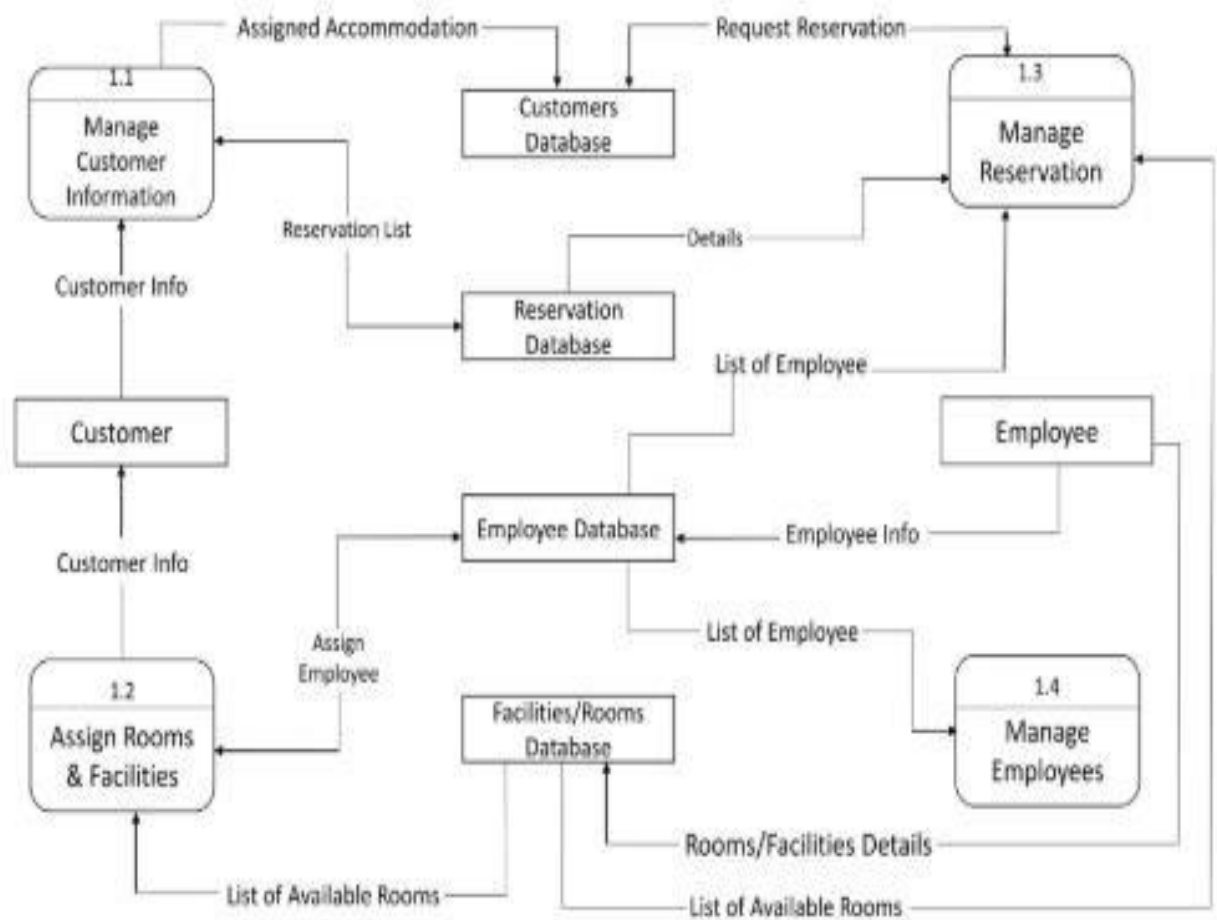 Assigned Accommodation
Request Reservation
1.1
Manage
Customer
Information
Customers
Database
1.3
Manage
Reservation
Reservation List
Details
Customer Info
Reservation
Database
List of Employee
Customer
Employee
Employee Database
Employee Info
Customer Info
Assign
Employee
List of Employee
1.2
Assign Rooms
& Facilities
Facilities/Rooms
Database
1.4
Manage
Employees
Rooms/Facilities Details
List of Available Rooms
List of Available Rooms